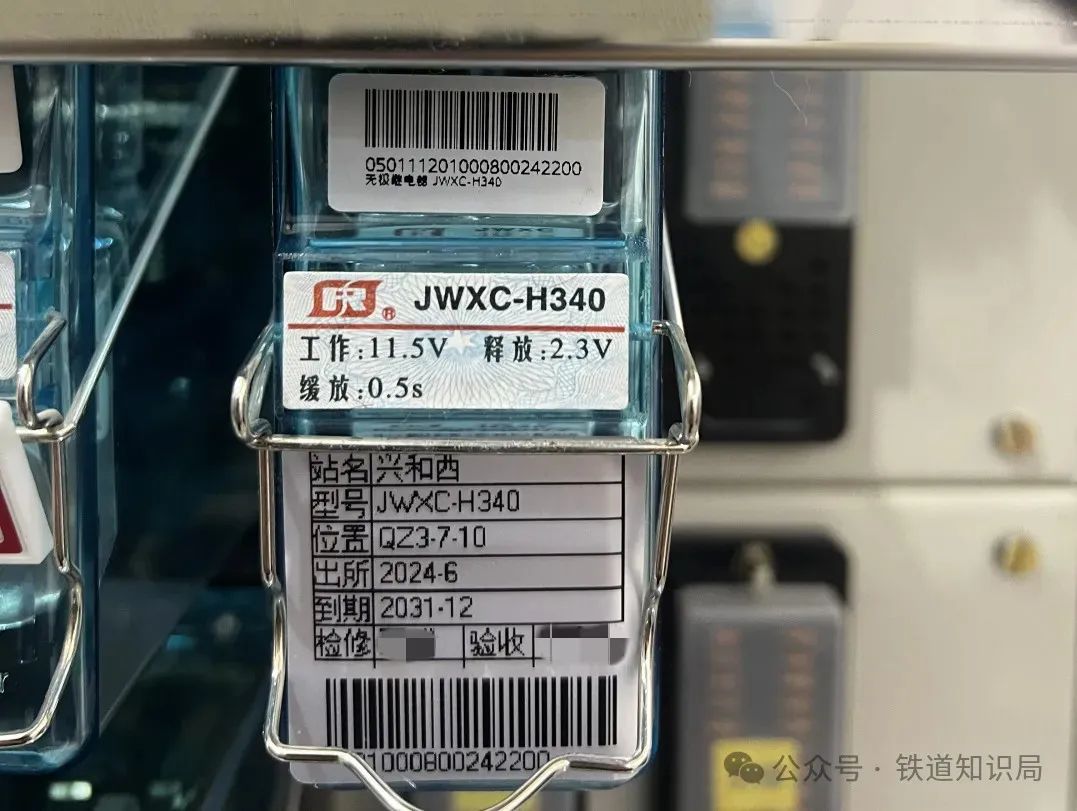 050111201000800242200
无极继电器 JWXC-H340
JWXC-H340
工作:11.5V 释放:2.3V
缓放:0.5s
站名 兴和西
型号 JWXC-H340
位置 QZ3-7-10
出所 2024-6
到期 2031-12
检修 验收
1000800242200
公众号 · 铁道知识局